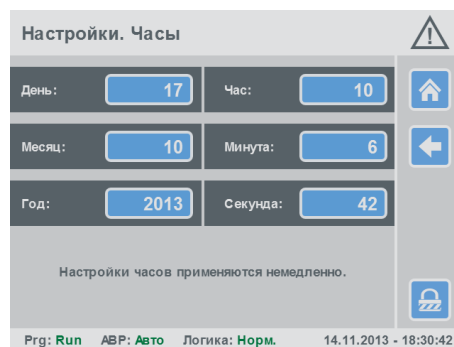 Настройки. Часы
День: 17 Час: 10
Месяц: 10 Минута: 6
Год: 2013 Секунда: 42
Настройки часов применяются немедленно.
Prg: Run АВР: Авто Логика: Норм. 14.11.2013 - 18:30:42